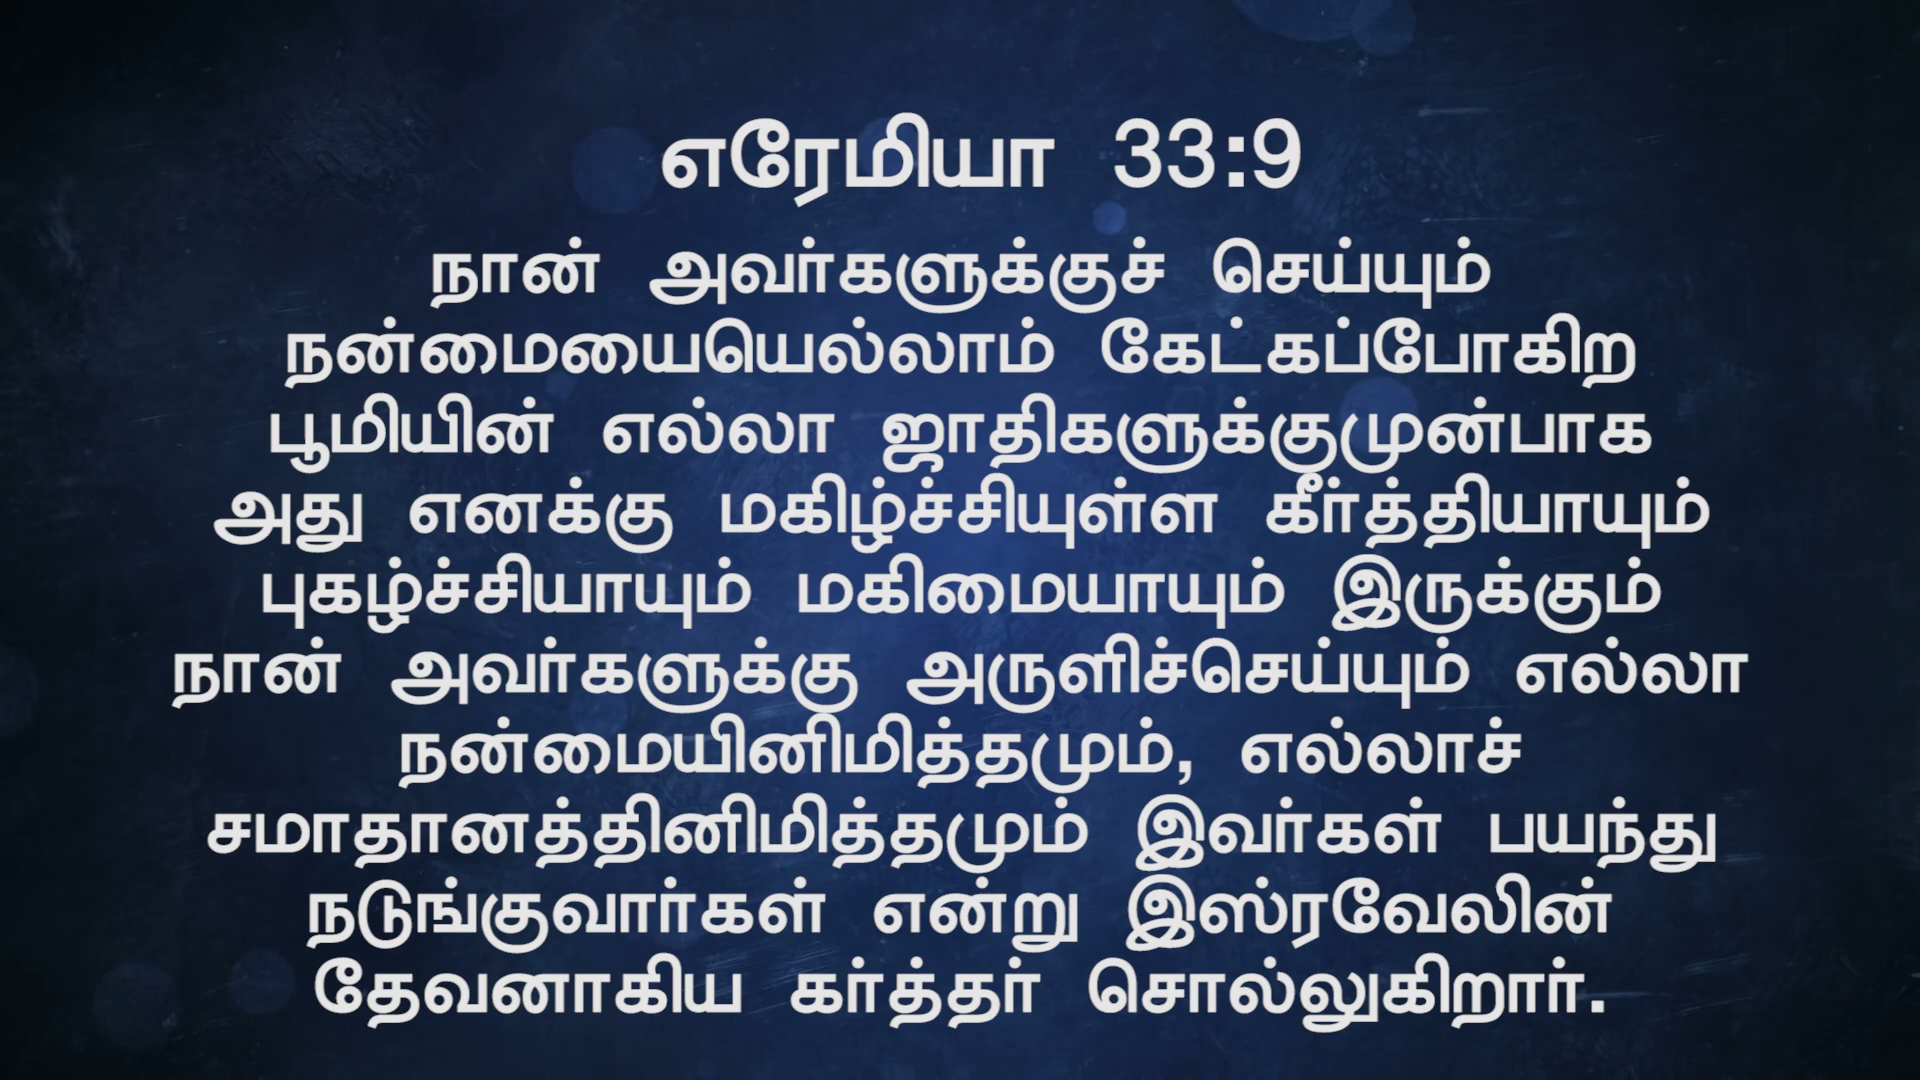 எரேமியா 33:9
நான் அவர்களுக்குச் செய்யும்
நன்மையையெல்லாம் கேட்கப்போகிற
பூமியின் எல்லா ஜாதிகளுக்குமுன்பாக
அது எனக்கு மகிழ்ச்சியுள்ள கீர்த்தியாயும்
புகழ்ச்சியாயும் மகிமையாயும் இருக்கும்
நான் அவர்களுக்கு அருளிச்செய்யும் எல்லா
நன்மையினிமித்தமும், எல்லாச்
சமாதானத்தினிமித்தமும் இவர்கள் பயந்து
நடுங்குவார்கள் என்று இஸ்ரவேலின்
தேவனாகிய கர்த்தர் சொல்லுகிறார்.